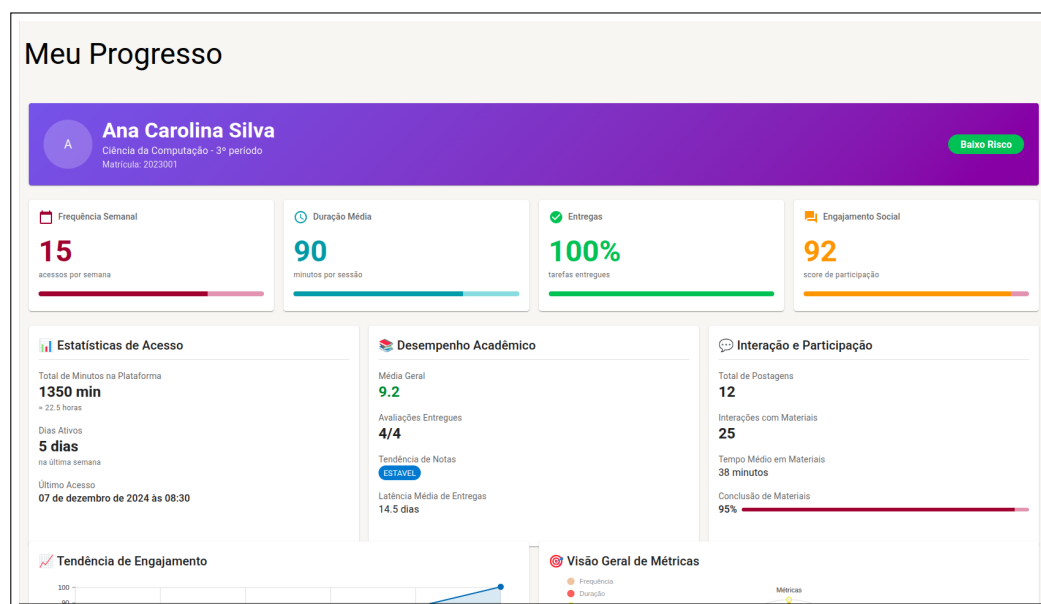 Meu Progresso
A
Ana Carolina Silva
Ciência da Computação - 3º período
Matrícula: 2023001
Baixo Risco
Frequência Semanal
15
acessos por semana
Duração Média
90
minutos por sessão
Entregas
100%
tarefas entregues
Engajamento Social
92
score de participação
Estatísticas de Acesso
Total de Minutos na Plataforma
1350 min
≈ 22.5 horas
Dias Ativos
5 dias
na última semana
Último Acesso
07 de dezembro de 2024 às 08:30
Desempenho Acadêmico
Média Geral
9.2
Avaliações Entregues
4/4
Tendência de Notas
ESTAVEL
Latência Média de Entregas
14.5 dias
Interação e Participação
Total de Postagens
12
Interações com Materiais
25
Tempo Médio em Materiais
38 minutos
Conclusão de Materiais
95%
Tendência de Engajamento
100
90
Visão Geral de Métricas
Frequência
Duração
Métricas